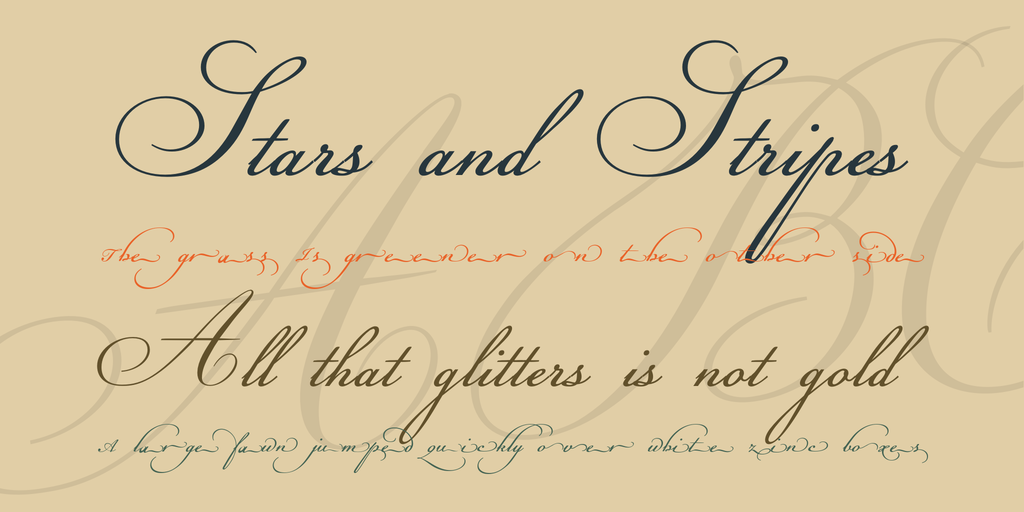 Stars and Stripes
The grass Is greener on the other side
All that glitters is not gold
A large fawn jumped quickly over white zinc boxes
ABC